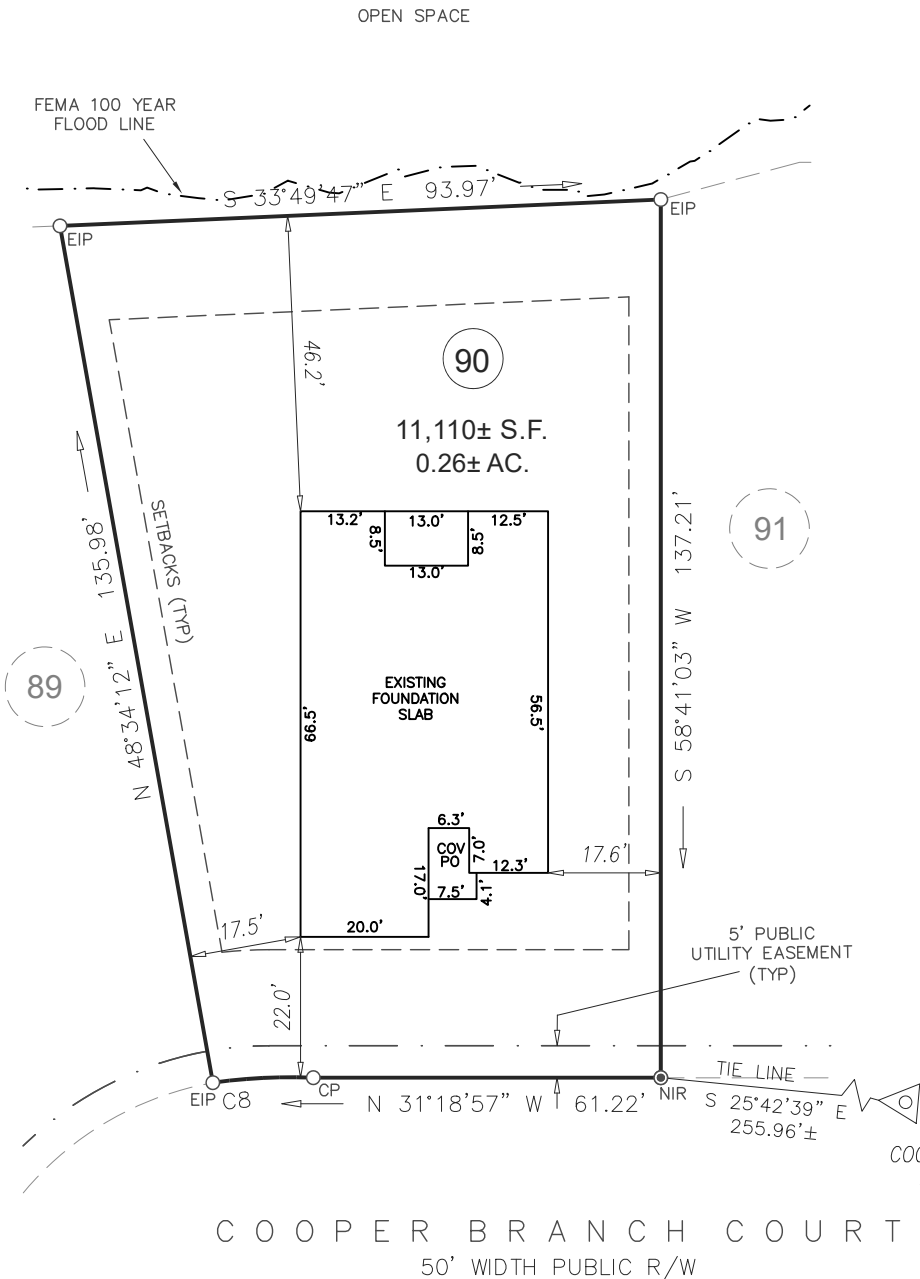 OPEN SPACE
FEMA 100 YEAR
FLOOD LINE
S 33°49'47" E 93.97'
EIP
EIP
46.2'
90
11,110± S.F.
0.26± AC.
SETBACKS (TYP)
N 48°34'12" E 135.98'
89
13.2'
13.0'
12.5'
8.5'
8.5'
13.0'
EXISTING
FOUNDATION
SLAB
66.5'
56.5'
S 58°41'03" W 137.21'
91
6.3'
COV
PO
7.0'
17.0'
12.3'
7.5'
4.1'
17.6'
20.0'
17.5'
22.0'
5' PUBLIC
UTILITY EASEMENT
(TYP)
EIP
C8
CP
N 31°18'57" W 61.22'
NIR
TIE LINE
S 25°42'39" E
255.96'±
COOPER BRANCH COURT
50' WIDTH PUBLIC R/W